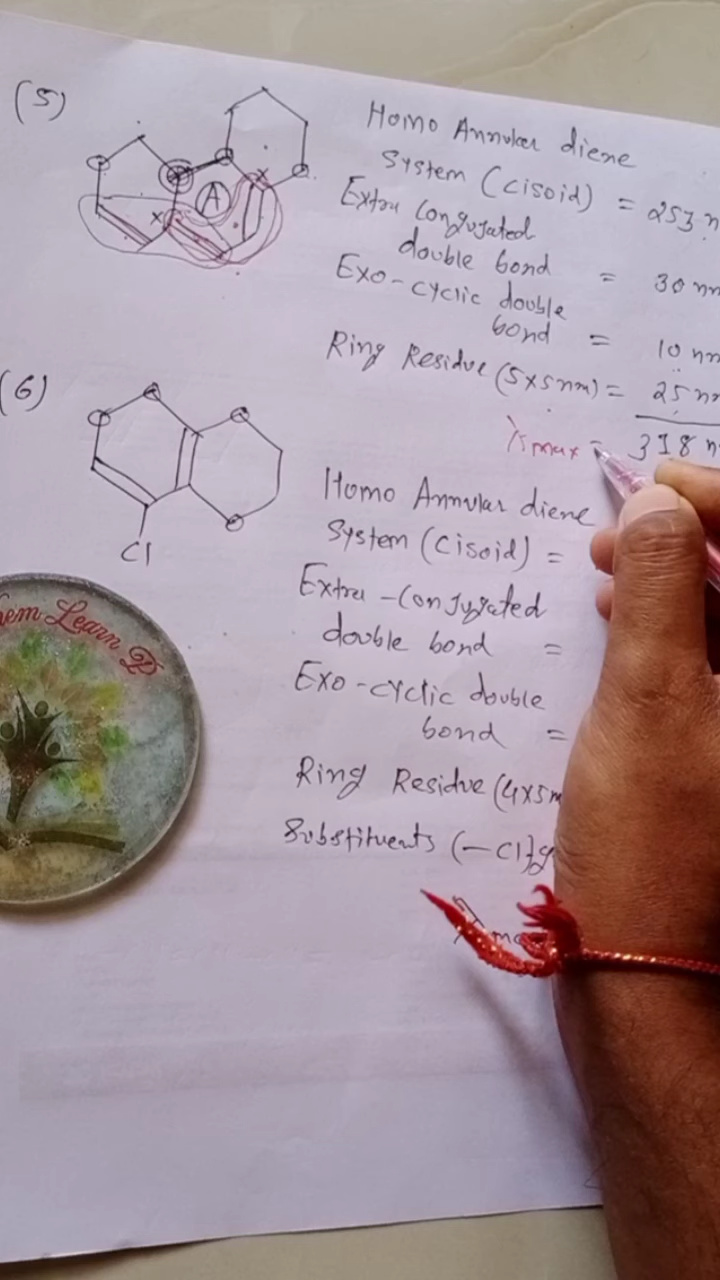 (5)
Homo Annular diene
System (cisoid) = 253 n
A
x
x
Extra Conjugated
double bond = 30 nm
Exo-cyclic double
bond = 10 nm
Ring Residue (5x5nm) = 25 nm
λmax = 318 n
(6)
Cl
Homo Annular diene
System (cisoid) =
Extra-Conjugated
double bond =
Exo-cyclic double
bond =
Ring Residue (4x5
Substituents (-Cl)
hem Learn P